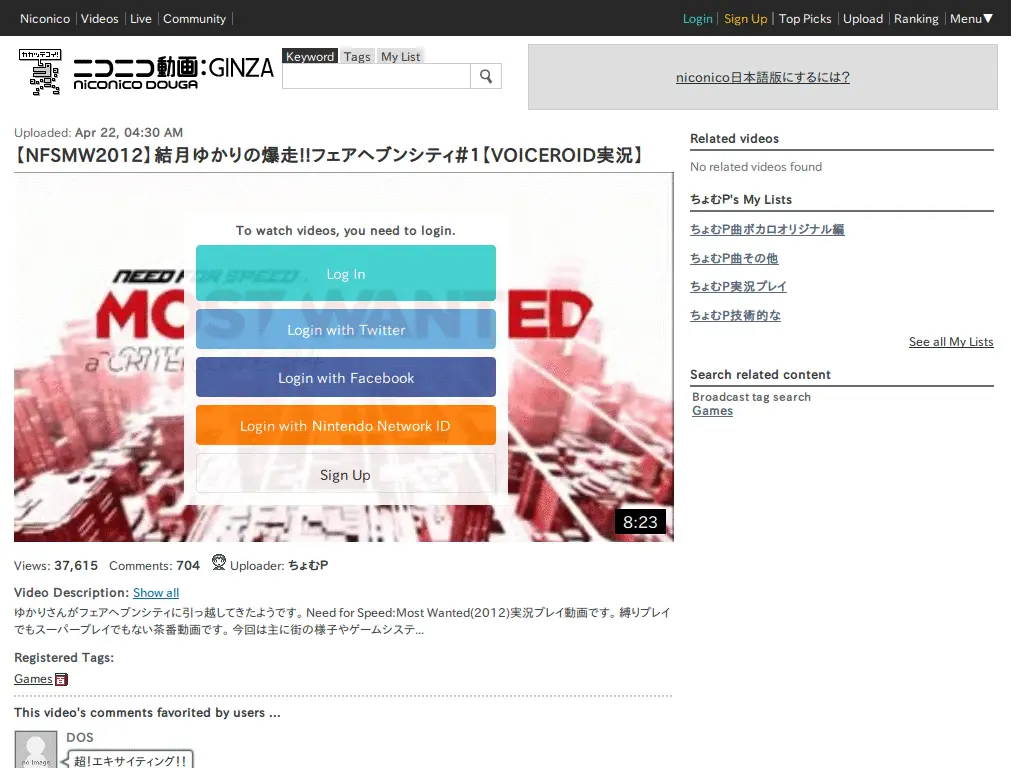 Niconico Videos Live Community Login Sign Up Top Picks Upload Ranking Menu▼
カカッテコイ!!
ニコニコ動画:GINZA
niconico DOUGA
Keyword Tags My List
niconico日本語版にするには?
Uploaded: Apr 22, 04:30 AM
【NFSMW2012】結月ゆかりの爆走!!フェアヘブンシティ#1【VOICEROID実況】
To watch videos, you need to login.
NEED FOR SPEED
MOST WANTED
a CRITE
Log In
Login with Twitter
Login with Facebook
Login with Nintendo Network ID
Sign Up
8:23
Views: 37,615 Comments: 704 Uploader: ちょむP
Video Description: Show all
ゆかりさんがフェアヘブンシティに引っ越してきたようです。Need for Speed:Most Wanted(2012)実況プレイ動画です。縛りプレイ
でもスーパープレイでもない茶番動画です。今回は主に街の様子やゲームシステ...
Registered Tags:
Games
This video's comments favorited by users ...
DOS
no image
超!エキサイティング!!
Related videos
No related videos found
ちょむP's My Lists
ちょむP曲ボカロオリジナル編
ちょむP曲その他
ちょむP実況プレイ
ちょむP技術的な
See all My Lists
Search related content
Broadcast tag search
Games